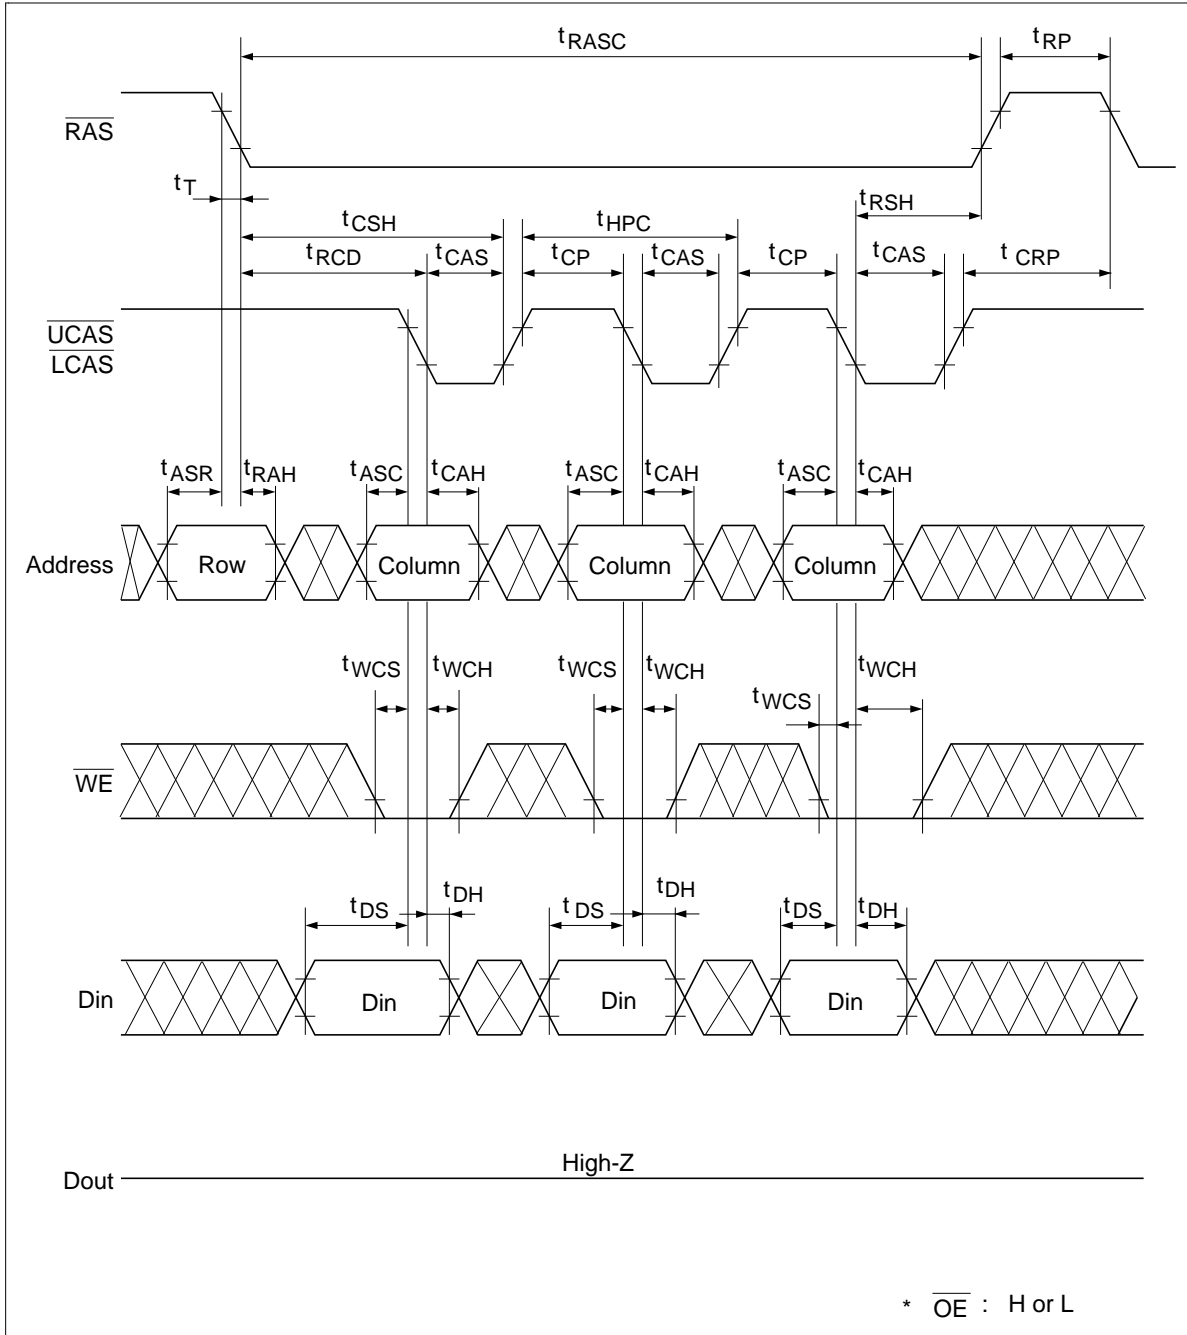 tRASC tRP
RAS
tT
tRSH
tCSH tHPC
tRCD tCAS tCP tCAS tCP tCAS tCRP
UCAS
LCAS
tASR tRAH tASC tCAH tASC tCAH tASC tCAH
Address Row Column Column Column
tWCS tWCH tWCS tWCH tWCS tWCH
WE
tDS tDH tDS tDH tDS tDH
Din Din Din Din
High-Z
Dout
* OE : H or L